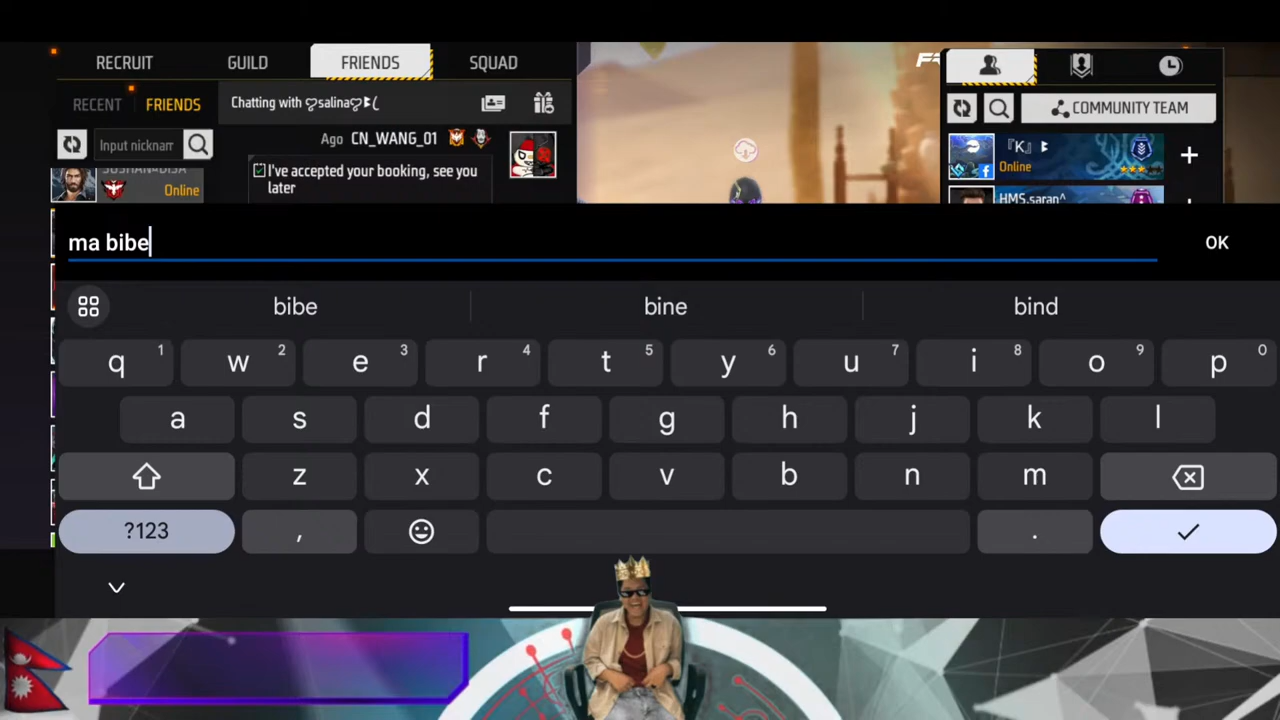 RECRUIT GUILD FRIENDS SQUAD
RECENT FRIENDS Chatting with ღsalinaღ⧔(
Input nicknarr
Ago CN_WANG_01
I've accepted your booking, see you
later
Online
COMMUNITY TEAM
『K』
Online
HMS.saran^
ma bibe
OK
bibe bine bind
q 1 w 2 e 3 r 4 t 5 y 6 u 7 i 8 o 9 p 0
a s d f g h j k l
z x c v b n m
?123 , .